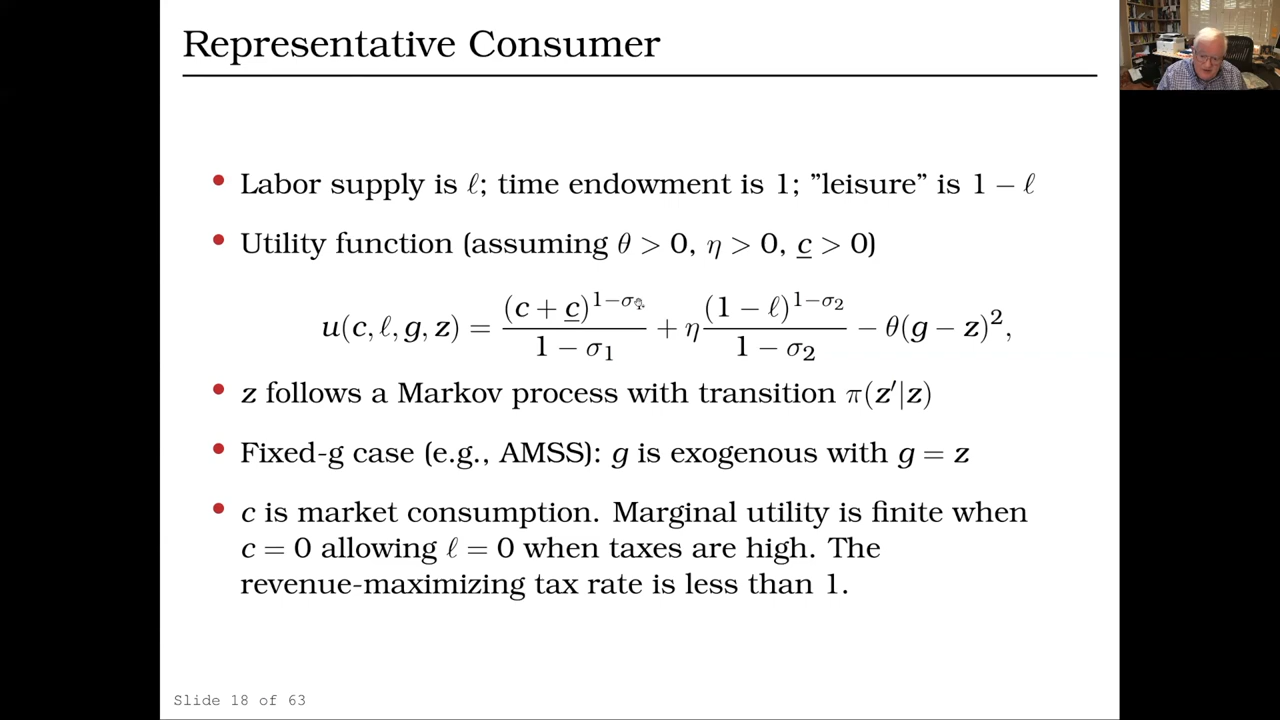 Representative Consumer
• Labor supply is ℓ; time endowment is 1; ”leisure” is 1 − ℓ
• Utility function (assuming θ > 0, η > 0, c̲ > 0)
u(c, ℓ, g, z) = (c + c̲)^{1−σ₁} / (1 − σ₁) + η (1 − ℓ)^{1−σ₂} / (1 − σ₂) − θ(g − z)²,
• z follows a Markov process with transition π(z′|z)
• Fixed-g case (e.g., AMSS): g is exogenous with g = z
• c is market consumption. Marginal utility is finite when
c = 0 allowing ℓ = 0 when taxes are high. The
revenue-maximizing tax rate is less than 1.
Slide 18 of 63